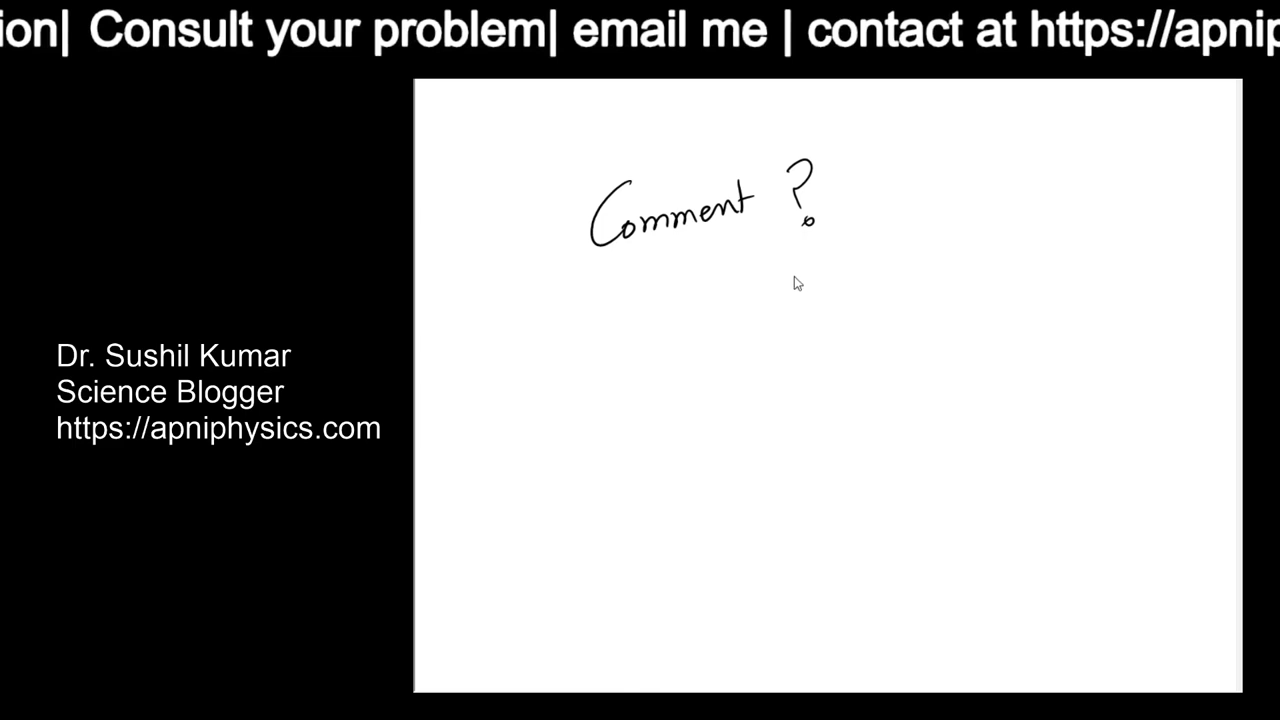 ion| Consult your problem| email me | contact at https://apnip
Comment ?
Dr. Sushil Kumar
Science Blogger
https://apniphysics.com